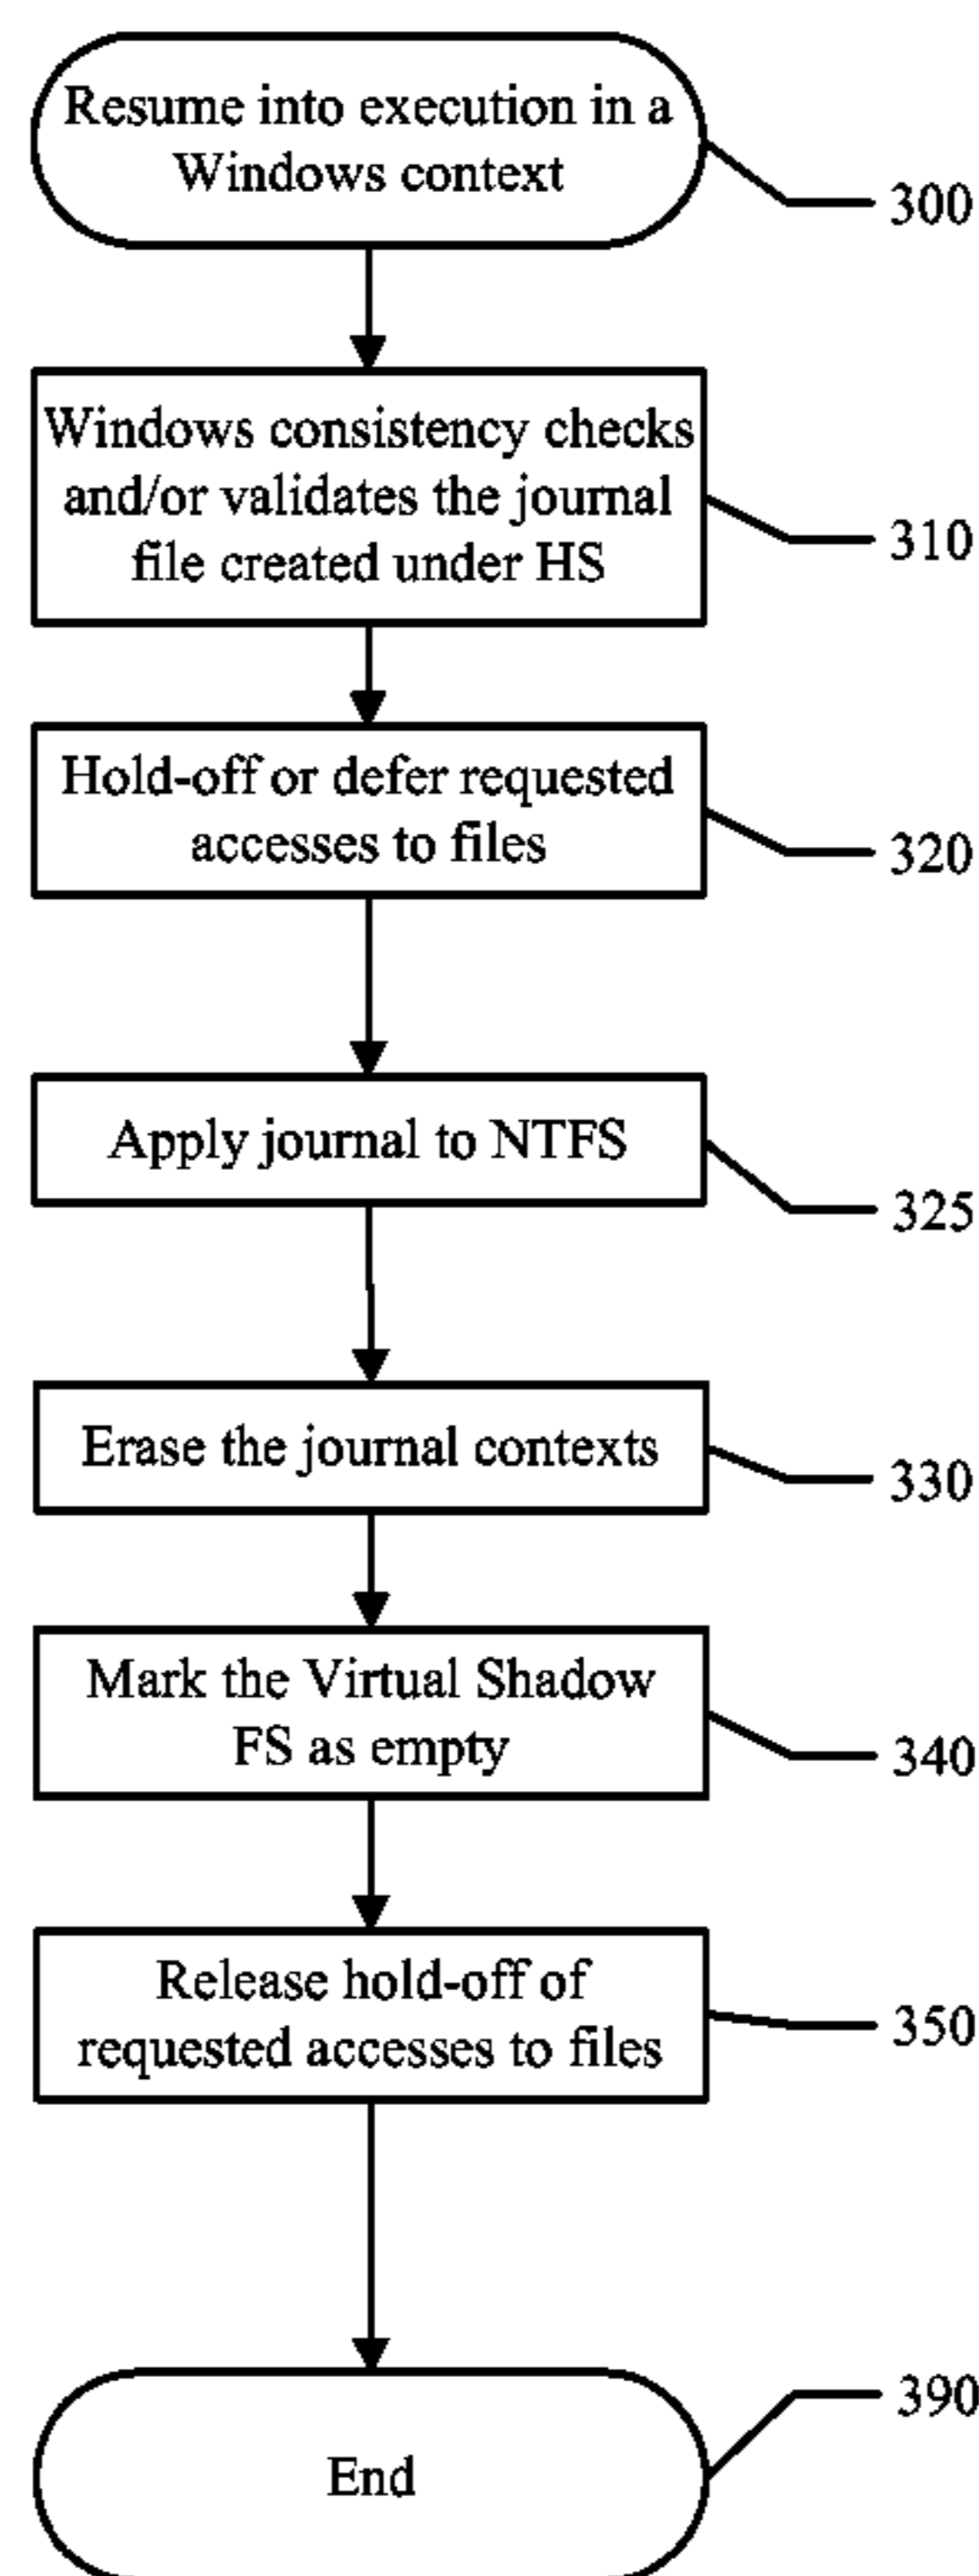 Resume into execution in a
Windows context
300
Windows consistency checks
and/or validates the journal
file created under HS
310
Hold-off or defer requested
accesses to files
320
Apply journal to NTFS
325
Erase the journal contexts
330
Mark the Virtual Shadow
FS as empty
340
Release hold-off of
requested accesses to files
350
390
End